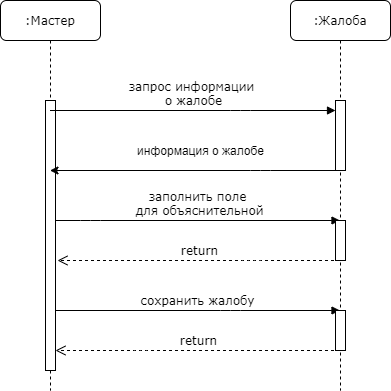 :Мастер
:Жалоба
запрос информации
о жалобе
информация о жалобе
заполнить поле
для объяснительной
return
сохранить жалобу
return